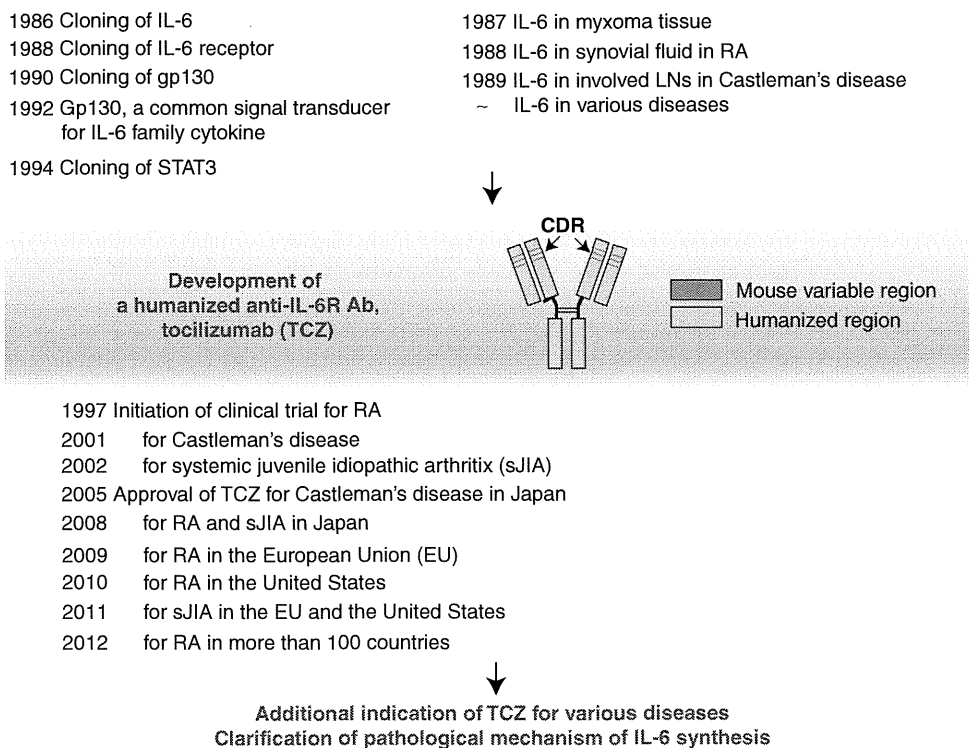 1986 Cloning of IL-6
1988 Cloning of IL-6 receptor
1990 Cloning of gp130
1992 Gp130, a common signal transducer
for IL-6 family cytokine
1994 Cloning of STAT3
1987 IL-6 in myxoma tissue
1988 IL-6 in synovial fluid in RA
1989 IL-6 in involved LNs in Castleman's disease
~ IL-6 in various diseases
Development of
a humanized anti-IL-6R Ab,
tocilizumab (TCZ)
CDR
Mouse variable region
Humanized region
1997 Initiation of clinical trial for RA
2001 for Castleman's disease
2002 for systemic juvenile idiopathic arthritix (sJIA)
2005 Approval of TCZ for Castleman's disease in Japan
2008 for RA and sJIA in Japan
2009 for RA in the European Union (EU)
2010 for RA in the United States
2011 for sJIA in the EU and the United States
2012 for RA in more than 100 countries
Additional indication of TCZ for various diseases
Clarification of pathological mechanism of IL-6 synthesis